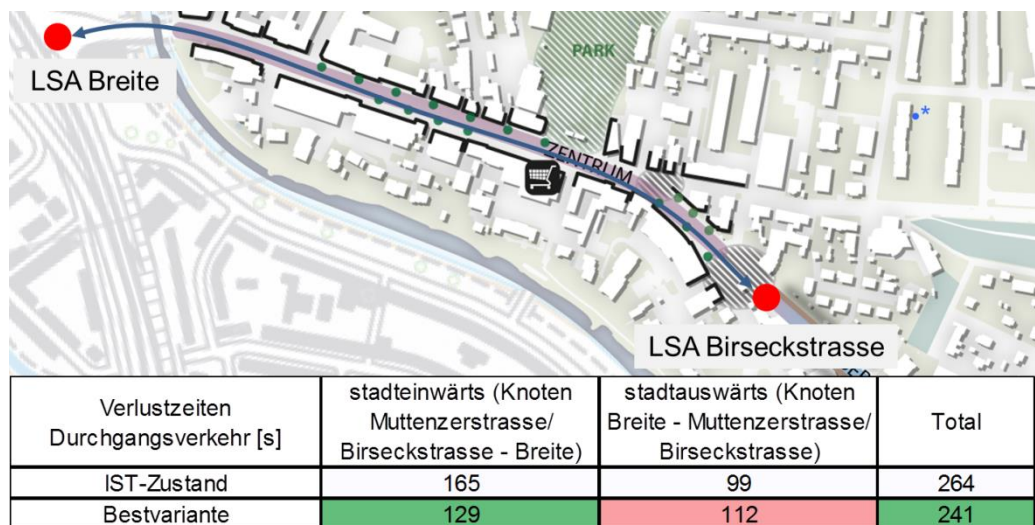 PARK
*
LSA Breite
ZENTRUM
LSA Birseckstrasse
Verlustzeiten
Durchgangsverkehr [s]
stadteinwärts (Knoten
Muttenzerstrasse/
Birseckstrasse - Breite)
stadtauswärts (Knoten
Breite - Muttenzerstrasse/
Birseckstrasse)
Total
IST-Zustand
165
99
264
Bestvariante
129
112
241